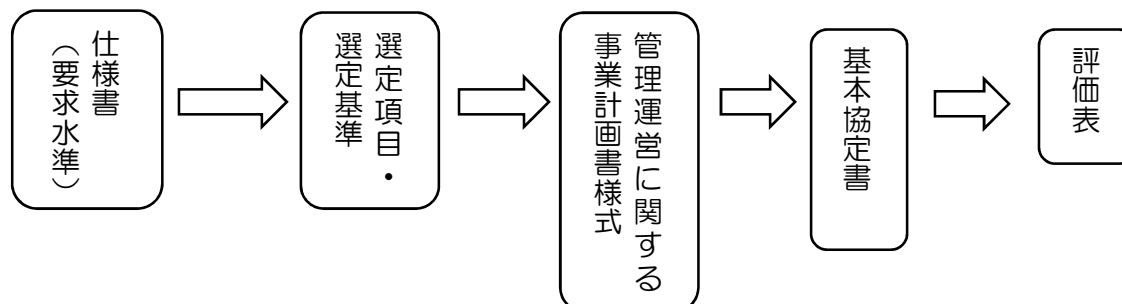 仕様書
（要求水準）
選定項目・
選定基準
管理運営に関する
事業計画書様式
基本協定書
評価表